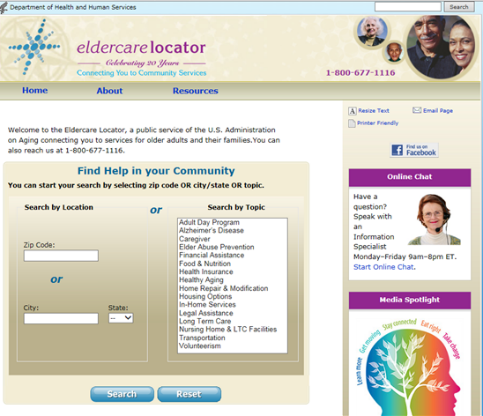 Department of Health and Human Services
Search
eldercare locator
Celebrating 20 Years
Connecting You to Community Services
1-800-677-1116
Home About Resources
Resize Text Email Page
Printer Friendly
Welcome to the Eldercare Locator, a public service of the U.S. Administration
on Aging connecting you to services for older adults and their families.You can
also reach us at 1-800-677-1116.
Find us on
Facebook
Find Help in your Community
You can start your search by selecting zip code OR city/state OR topic.
Search by Location
or
Search by Topic
Zip Code:
or
City:
State:
--
Adult Day Program
Alzheimer's Disease
Caregiver
Elder Abuse Prevention
Financial Assistance
Food & Nutrition
Health Insurance
Healthy Aging
Home Repair & Modification
Housing Options
In-Home Services
Legal Assistance
Long Term Care
Nursing Home & LTC Facilities
Transportation
Volunteerism
Search Reset
Online Chat
Have a
question?
Speak with
an
Information
Specialist
Monday–Friday 9am–8pm ET.
Start Online Chat.
Media Spotlight
Learn more Get moving Stay connected Eat right Take charge